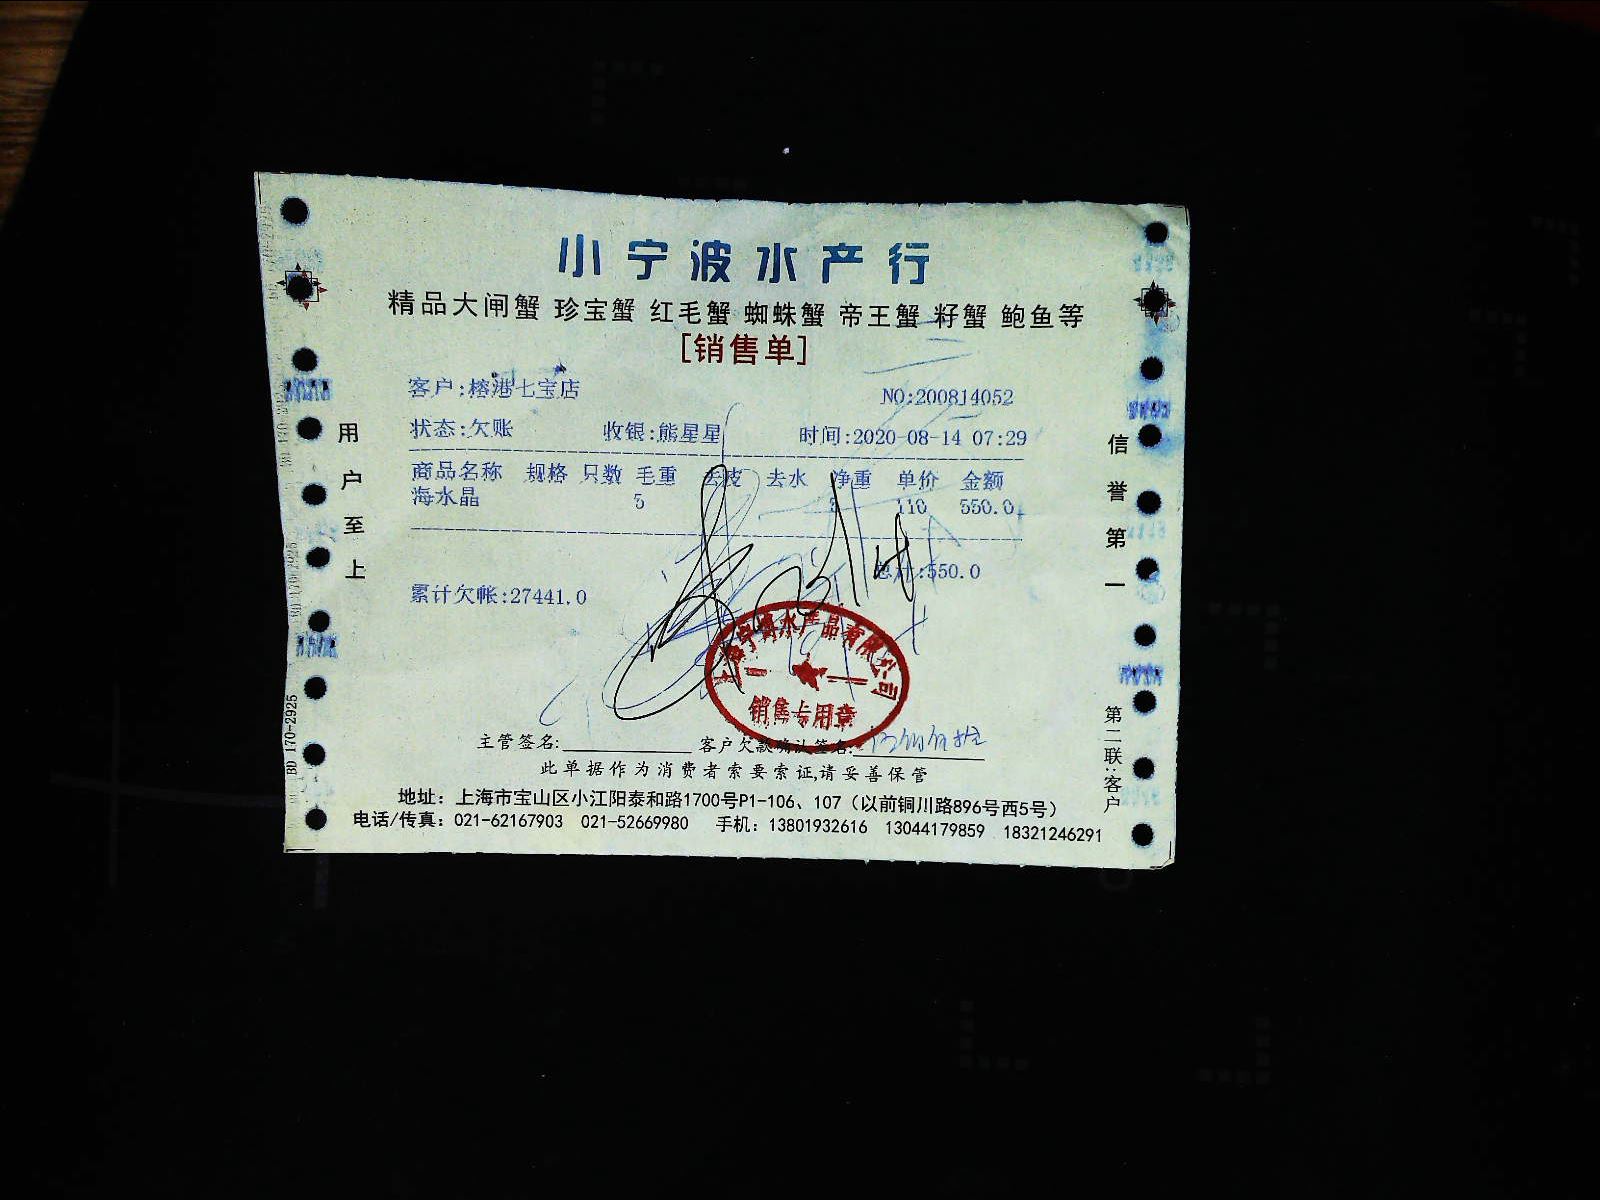 小宁波水产行
精品大闸蟹 珍宝蟹 红毛蟹 蜘蛛蟹 帝王蟹 籽蟹 鲍鱼等
[销售单]
客户:榕港七宝店 NO:200814052
状态:欠账 收银:熊星星 时间:2020-08-14 07:29
商品名称 规格 只数 毛重 去皮 去水 净重 单价 金额
海水晶 5 110 550.0
总计:550.0
累计欠帐:27441.0
销售专用章
主管签名: 客户欠款确认签名:
此单据作为消费者索要索证,请妥善保管
地址：上海市宝山区小江阳泰和路1700号P1-106、107（以前铜川路896号西5号）
电话/传真：021-62167903 021-52669980 手机：13801932616 13044179859 18321246291
用户至上
信誉第一
第二联:客户
BD 170-2925